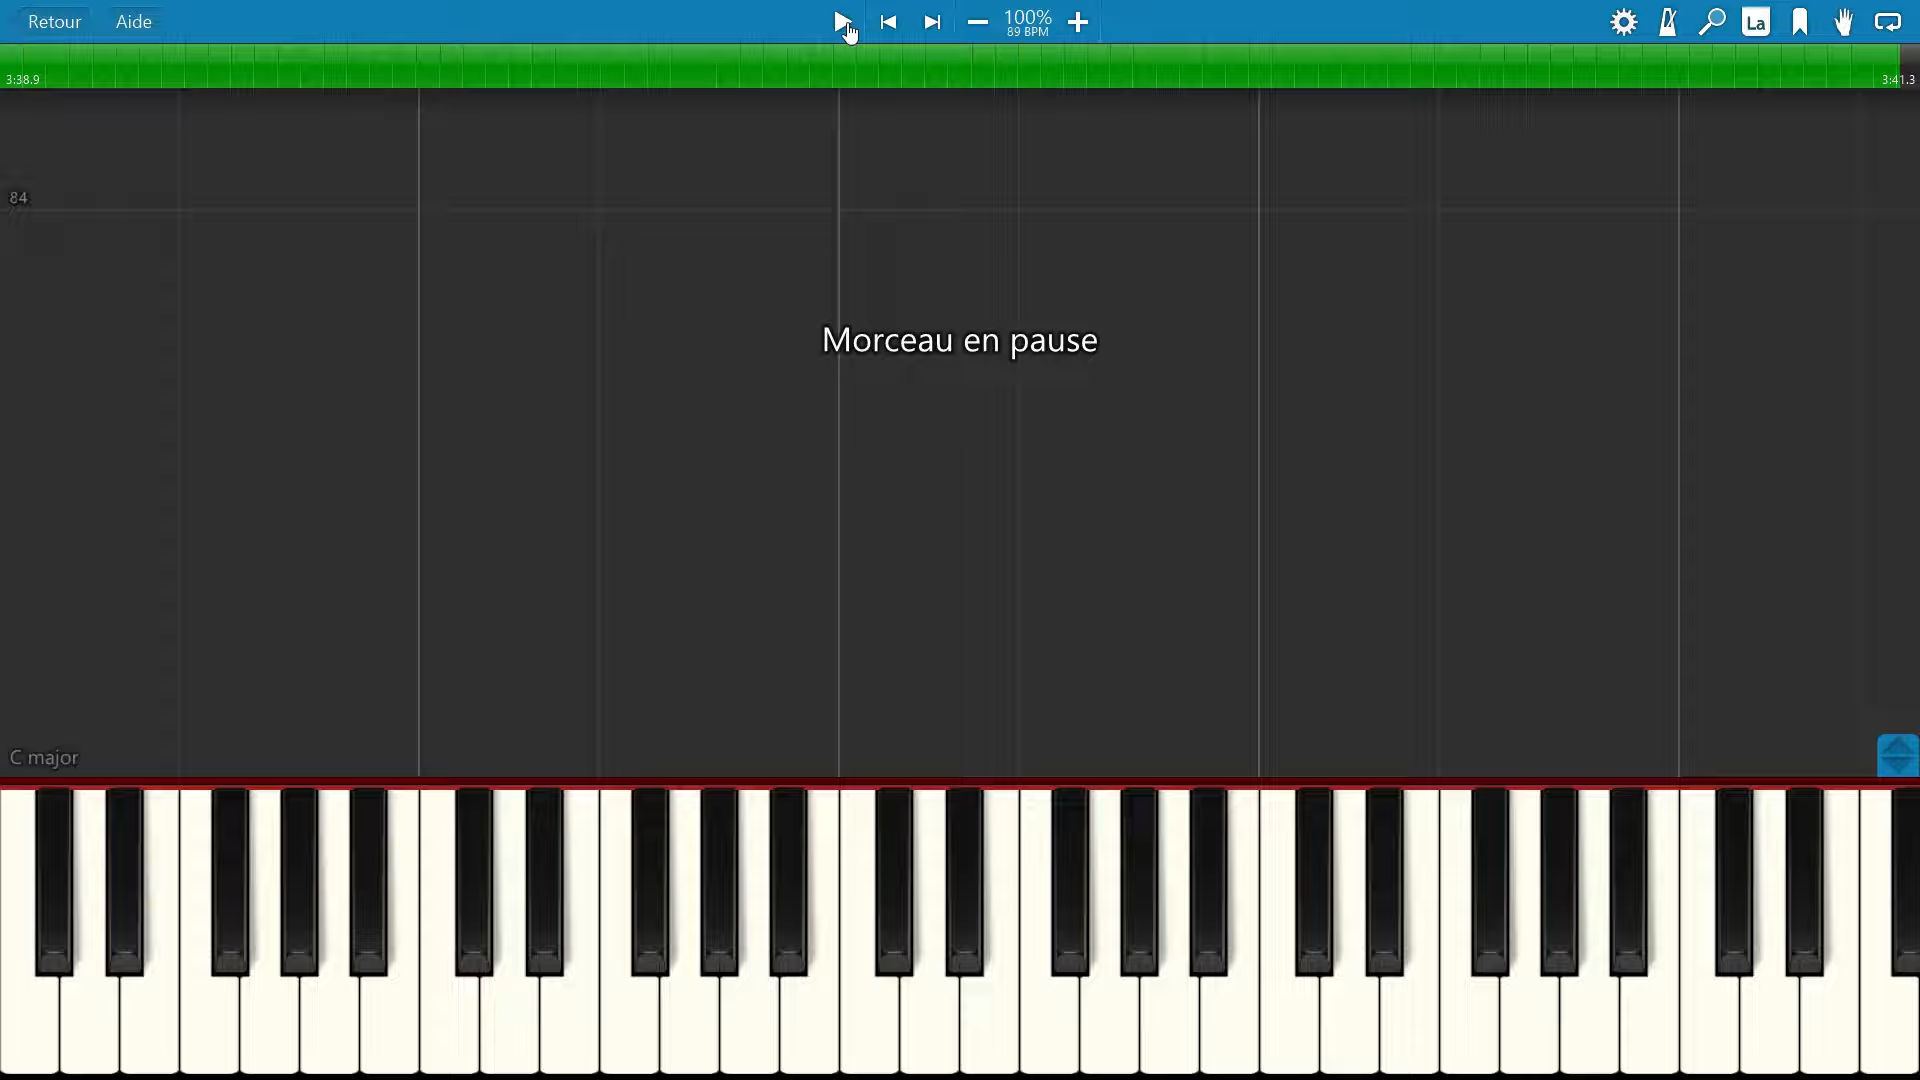 Retour Aide 100% La
89 BPM
3:38.9 3:41.3
84
Morceau en pause
C major